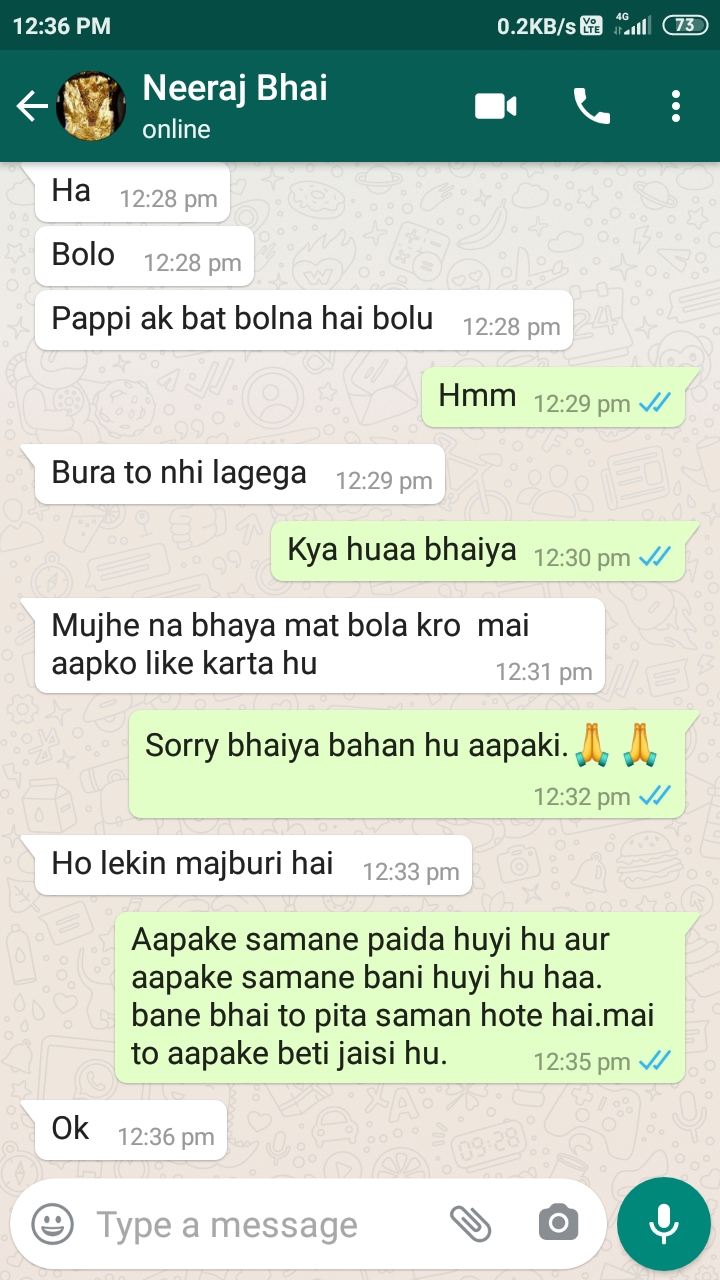 12:36 PM 0.2KB/s Vo LTE 4G 73
Neeraj Bhai
online
Ha 12:28 pm
Bolo 12:28 pm
Pappi ak bat bolna hai bolu 12:28 pm
Hmm 12:29 pm
Bura to nhi lagega 12:29 pm
Kya huaa bhaiya 12:30 pm
Mujhe na bhaya mat bola kro mai
aapko like karta hu 12:31 pm
Sorry bhaiya bahan hu aapaki.🙏 🙏
12:32 pm
Ho lekin majburi hai 12:33 pm
Aapake samane paida huyi hu aur
aapake samane bani huyi hu haa.
bane bhai to pita saman hote hai.mai
to aapake beti jaisi hu. 12:35 pm
Ok 12:36 pm
Type a message